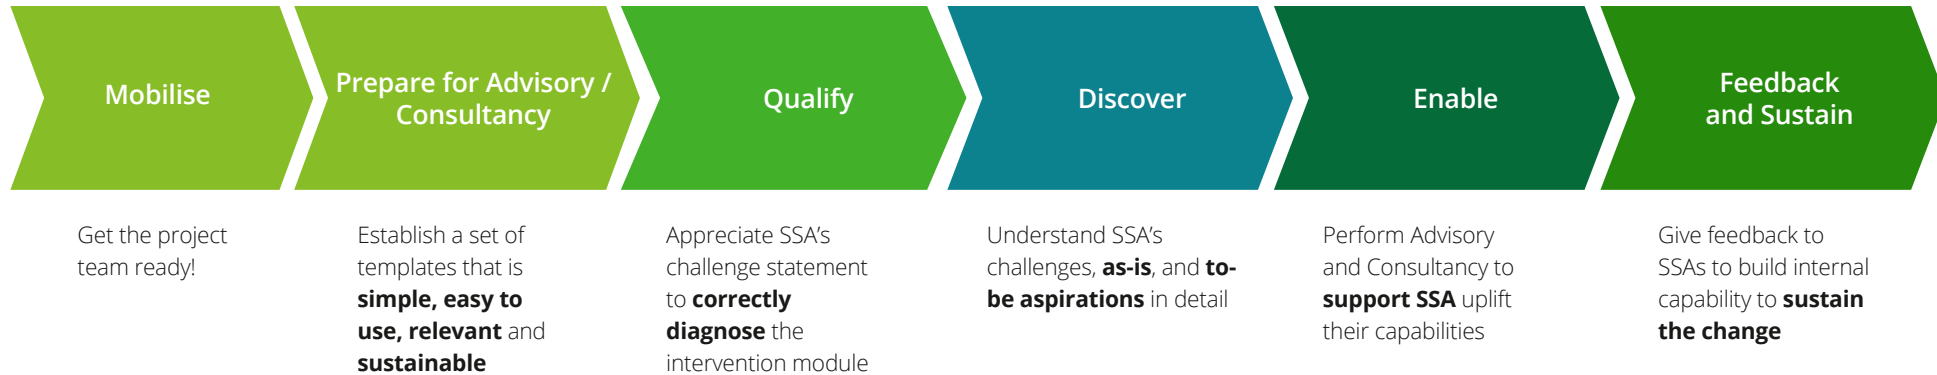 Mobilise
Prepare for Advisory /
Consultancy
Qualify
Discover
Enable
Feedback
and Sustain
Get the project
team ready!
Establish a set of
templates that is
simple, easy to
use, relevant and
sustainable
Appreciate SSA’s
challenge statement
to correctly
diagnose the
intervention module
Understand SSA’s
challenges, as-is, and to-
be aspirations in detail
Perform Advisory
and Consultancy to
support SSA uplift
their capabilities
Give feedback to
SSAs to build internal
capability to sustain
the change